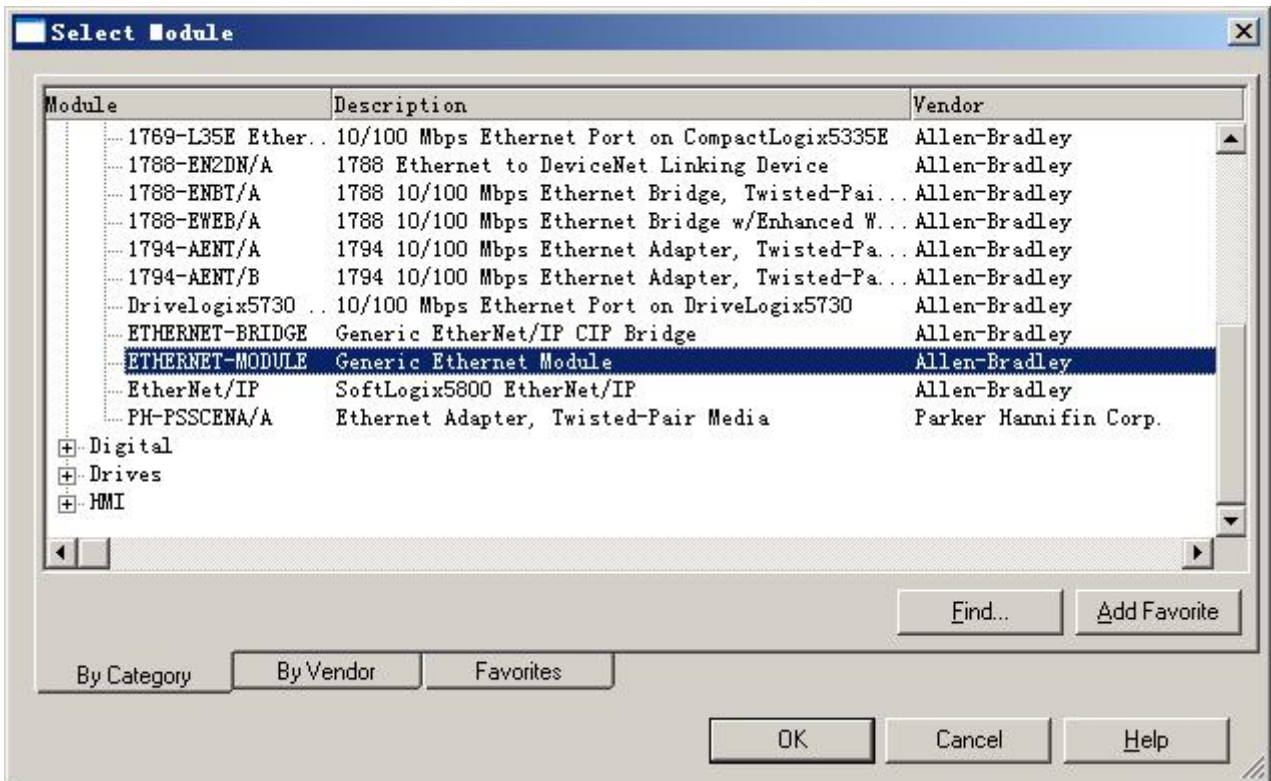 Select Module
Module Description Vendor
1769-L35E Ether.. 10/100 Mbps Ethernet Port on CompactLogix5335E Allen-Bradley
1788-EN2DN/A 1788 Ethernet to DeviceNet Linking Device Allen-Bradley
1788-ENBT/A 1788 10/100 Mbps Ethernet Bridge, Twisted-Pai... Allen-Bradley
1788-EWEB/A 1788 10/100 Mbps Ethernet Bridge w/Enhanced W... Allen-Bradley
1794-AENT/A 1794 10/100 Mbps Ethernet Adapter, Twisted-Pa... Allen-Bradley
1794-AENT/B 1794 10/100 Mbps Ethernet Adapter, Twisted-Pa... Allen-Bradley
Drivelogix5730 .. 10/100 Mbps Ethernet Port on DriveLogix5730 Allen-Bradley
ETHERNET-BRIDGE Generic EtherNet/IP CIP Bridge Allen-Bradley
ETHERNET-MODULE Generic Ethernet Module Allen-Bradley
EtherNet/IP SoftLogix5800 EtherNet/IP Allen-Bradley
PH-PSSCENA/A Ethernet Adapter, Twisted-Pair Media Parker Hannifin Corp.
Digital
Drives
HMI
Find... Add Favorite
By Category By Vendor Favorites
OK Cancel Help